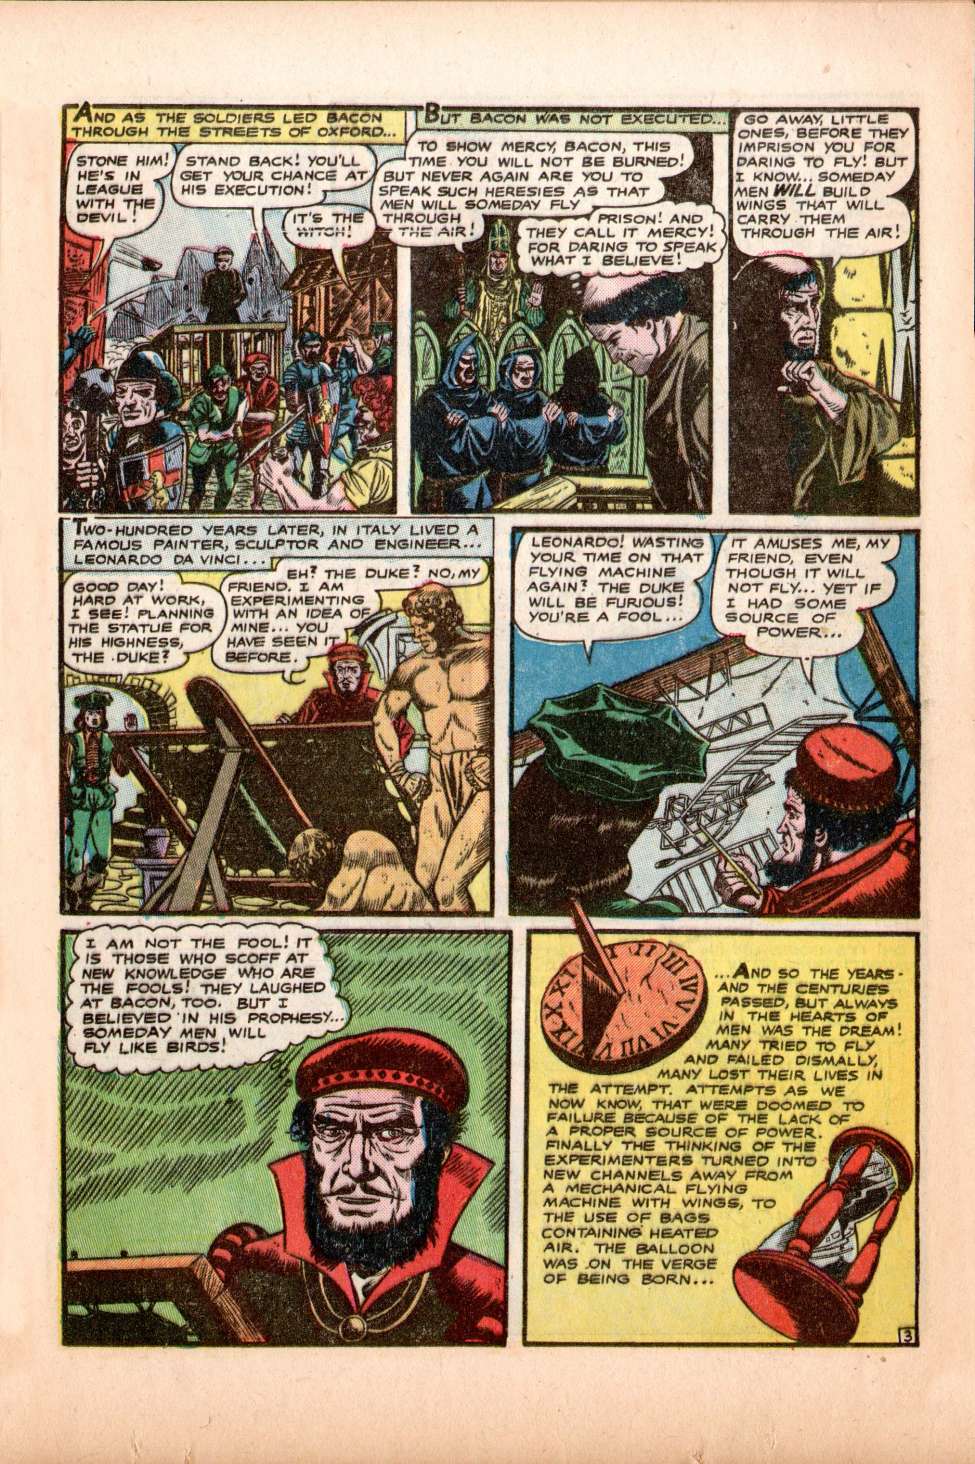 AND AS THE SOLDIERS LED BACON
THROUGH THE STREETS OF OXFORD...
STONE HIM!
HE'S IN
LEAGUE
WITH THE
DEVIL!
STAND BACK! YOU'LL
GET YOUR CHANCE AT
HIS EXECUTION!
IT'S THE
WITCH!
BUT BACON WAS NOT EXECUTED...
TO SHOW MERCY, BACON, THIS
TIME YOU WILL NOT BE BURNED!
BUT NEVER AGAIN ARE YOU TO
SPEAK SUCH HERESIES AS THAT
MEN WILL SOMEDAY FLY
THROUGH
THE AIR!
PRISON! AND
THEY CALL IT MERCY!
FOR DARING TO SPEAK
WHAT I BELIEVE!
GO AWAY, LITTLE
ONES, BEFORE THEY
IMPRISON YOU FOR
DARING TO FLY! BUT
I KNOW... SOMEDAY
MEN WILL BUILD
WINGS THAT WILL
CARRY THEM
THROUGH THE AIR!
TWO-HUNDRED YEARS LATER, IN ITALY LIVED A
FAMOUS PAINTER, SCULPTOR AND ENGINEER...
LEONARDO DA VINCI...
GOOD DAY!
HARD AT WORK,
I SEE! PLANNING
THE STATUE FOR
HIS HIGHNESS,
THE DUKE?
EH? THE DUKE? NO, MY
FRIEND. I AM
EXPERIMENTING
WITH AN IDEA OF
MINE... YOU
HAVE SEEN IT
BEFORE.
LEONARDO! WASTING
YOUR TIME ON THAT
FLYING MACHINE
AGAIN? THE DUKE
WILL BE FURIOUS!
YOU'RE A FOOL...
IT AMUSES ME, MY
FRIEND, EVEN
THOUGH IT WILL
NOT FLY... YET IF
I HAD SOME
SOURCE OF
POWER...
I AM NOT THE FOOL! IT
IS THOSE WHO SCOFF AT
NEW KNOWLEDGE WHO ARE
THE FOOLS! THEY LAUGHED
AT BACON, TOO. BUT I
BELIEVED IN HIS PROPHESY...
SOMEDAY MEN WILL
FLY LIKE BIRDS!
...AND SO THE YEARS-
AND THE CENTURIES
PASSED, BUT ALWAYS
IN THE HEARTS OF
MEN WAS THE DREAM!
MANY TRIED TO FLY
AND FAILED DISMALLY,
MANY LOST THEIR LIVES IN
THE ATTEMPT. ATTEMPTS AS WE
NOW KNOW, THAT WERE DOOMED TO
FAILURE BECAUSE OF THE LACK OF
A PROPER SOURCE OF POWER.
FINALLY THE THINKING OF THE
EXPERIMENTERS TURNED INTO
NEW CHANNELS AWAY FROM
A MECHANICAL FLYING
MACHINE WITH WINGS, TO
THE USE OF BAGS
CONTAINING HEATED
AIR. THE BALLOON
WAS ON THE VERGE
OF BEING BORN...
3